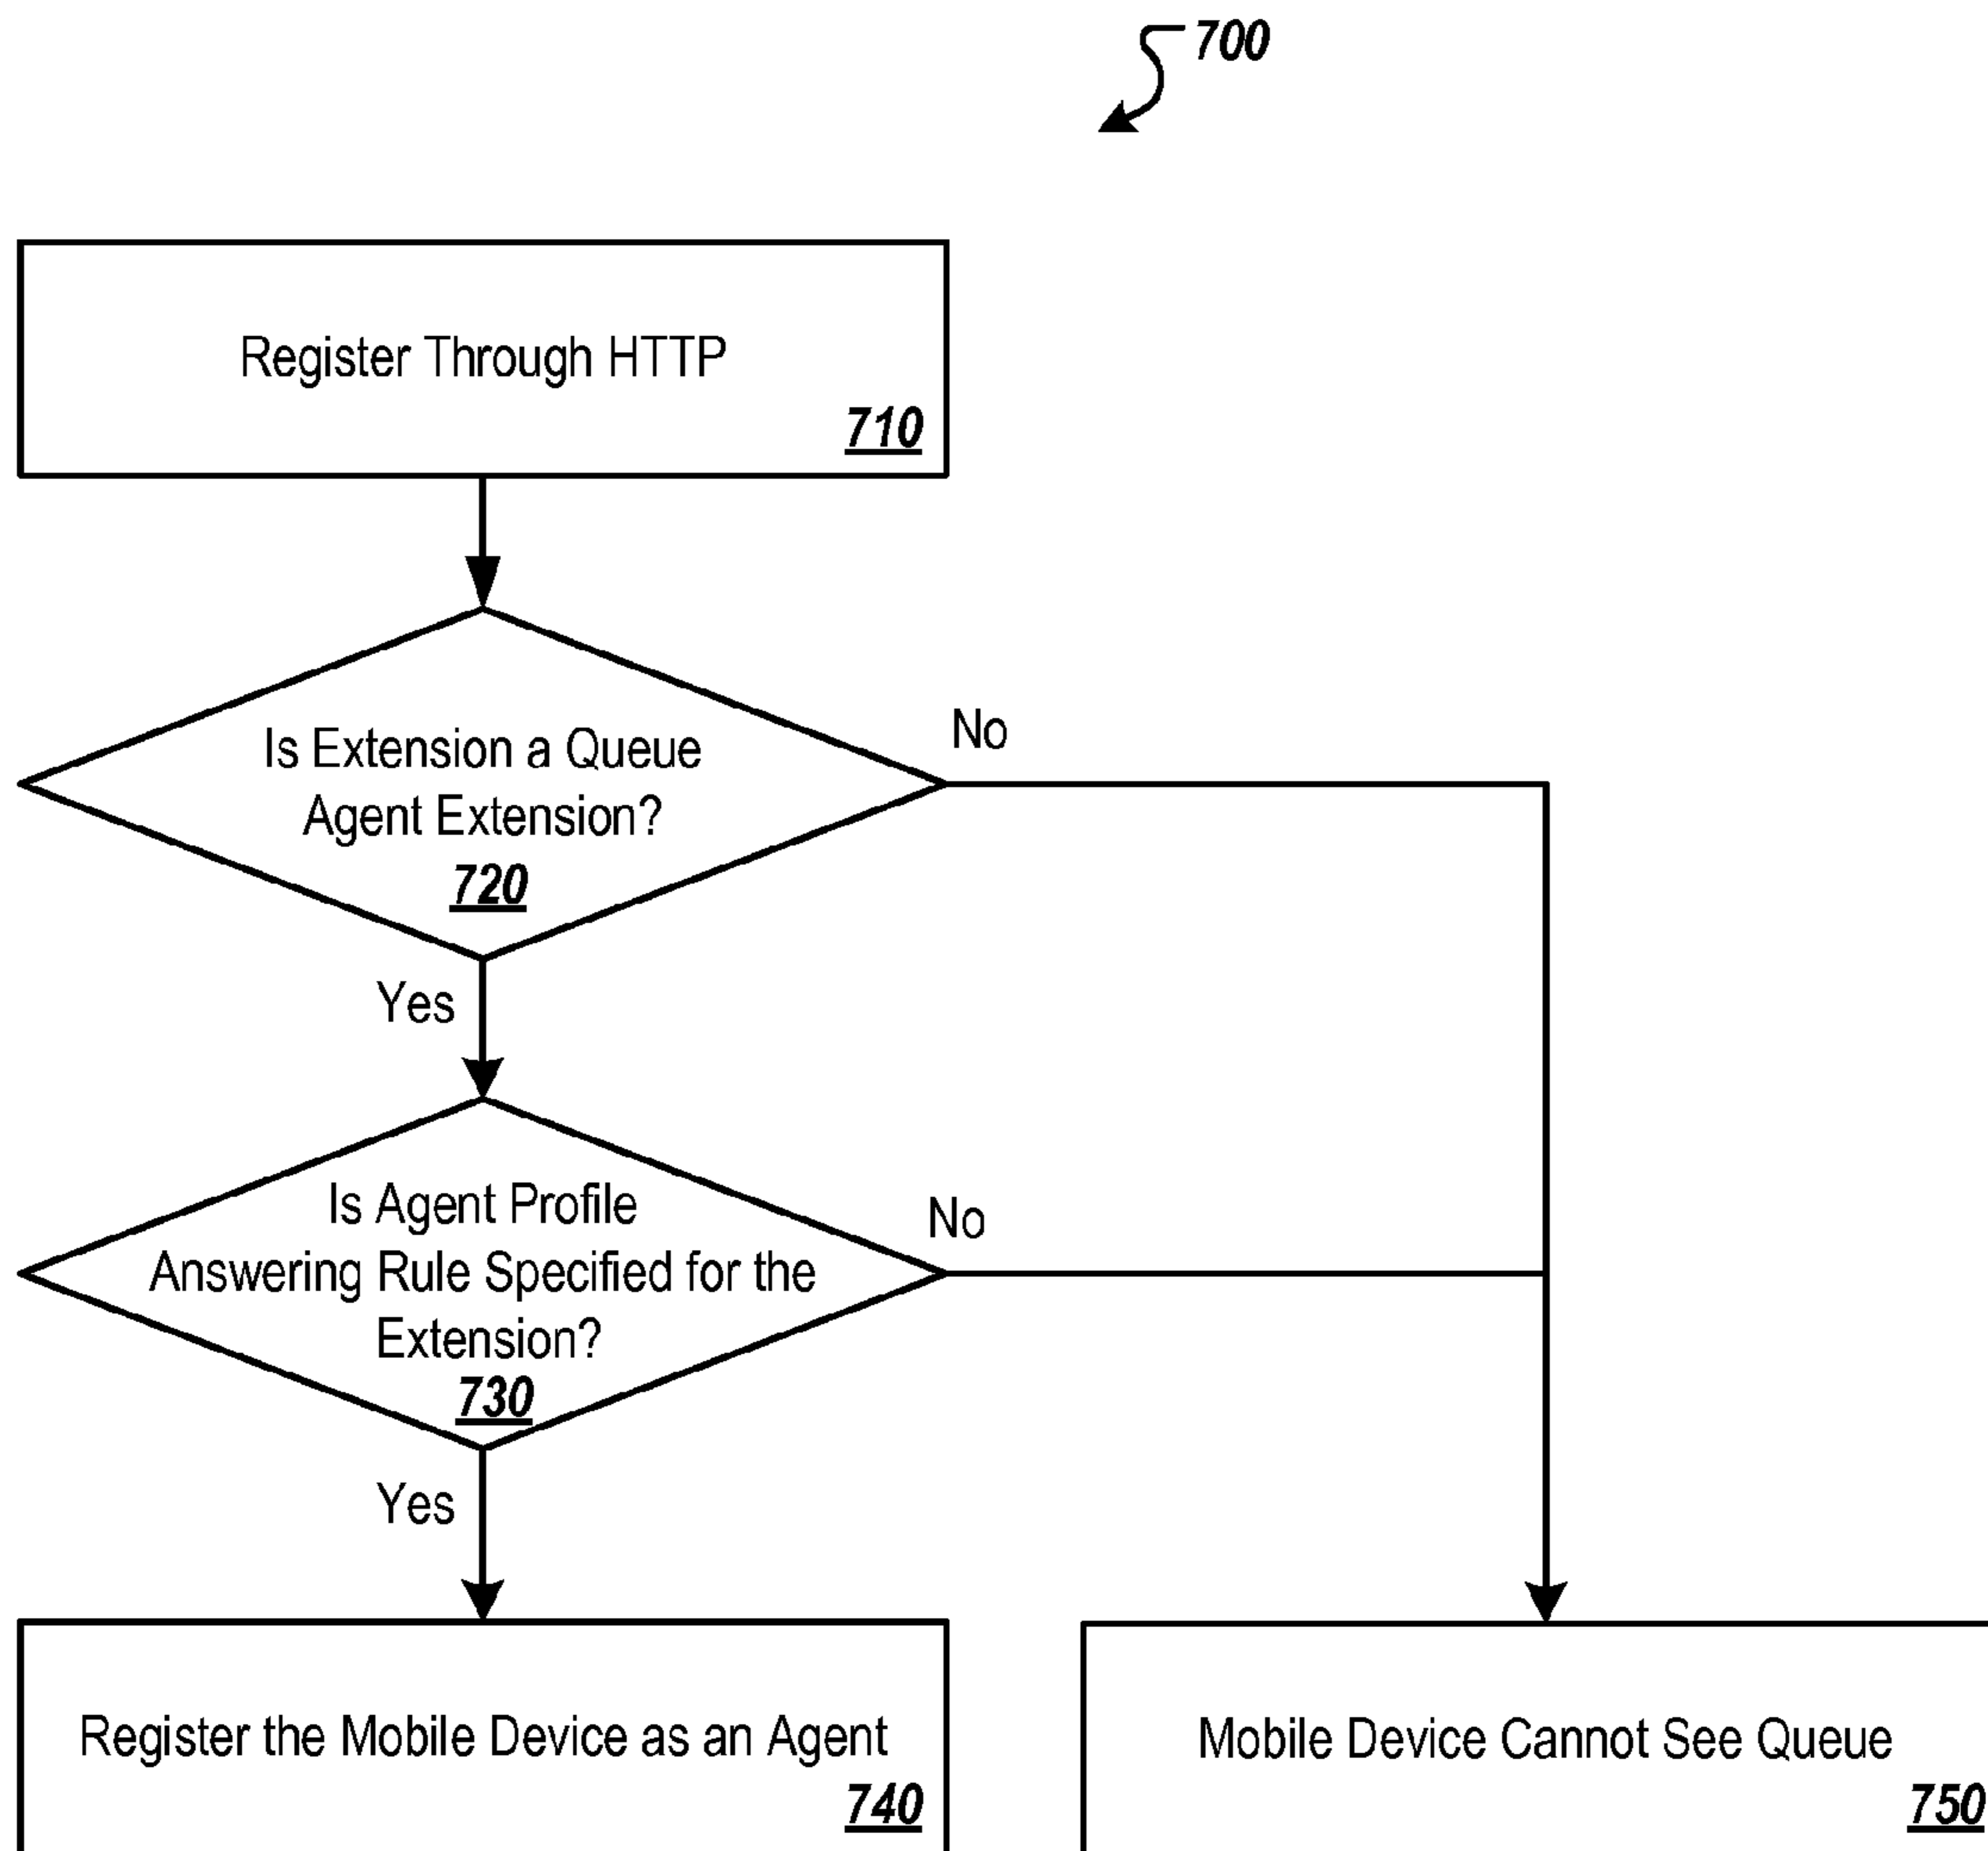 700
Register Through HTTP
710
Is Extension a Queue
Agent Extension?
720
No
Yes
Is Agent Profile
Answering Rule Specified for the
Extension?
730
No
Yes
Register the Mobile Device as an Agent
740
Mobile Device Cannot See Queue
750